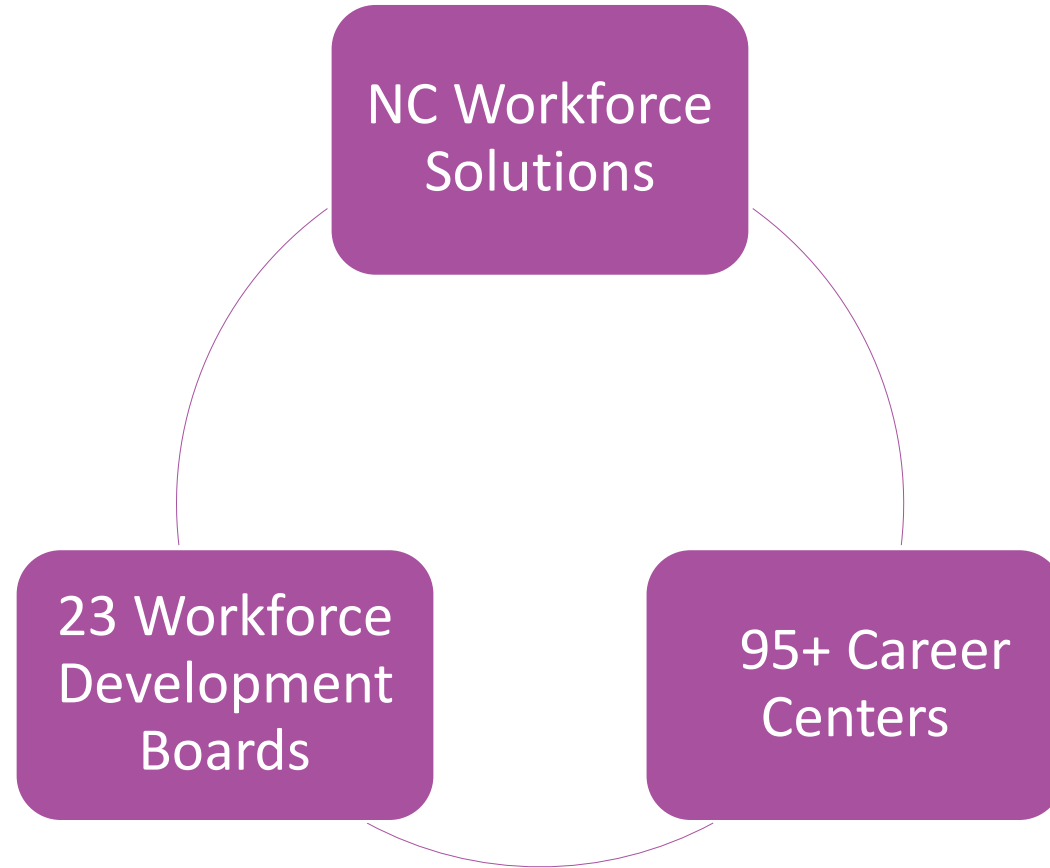 NC Workforce
Solutions
23 Workforce
Development
Boards
95+ Career
Centers